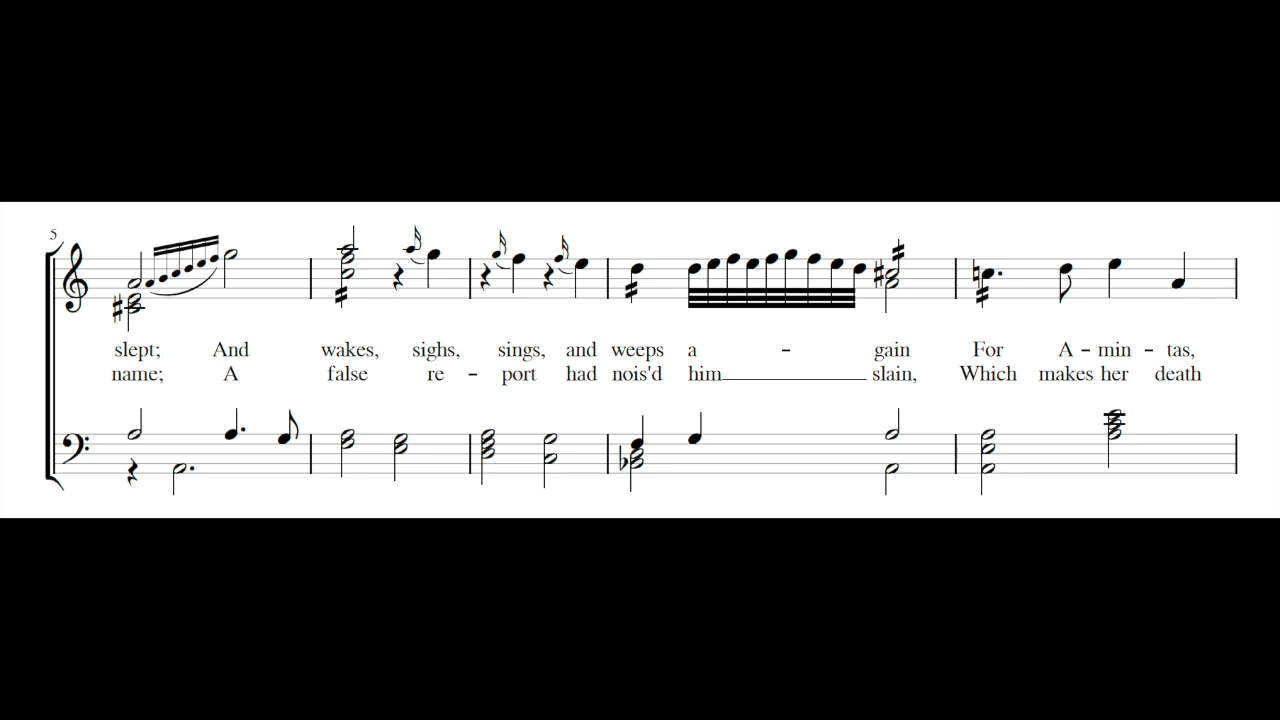 5
slept; And wakes, sighs, sings, and weeps a - gain For A - min - tas,
name; A false re - port had nois'd him slain, Which makes her death